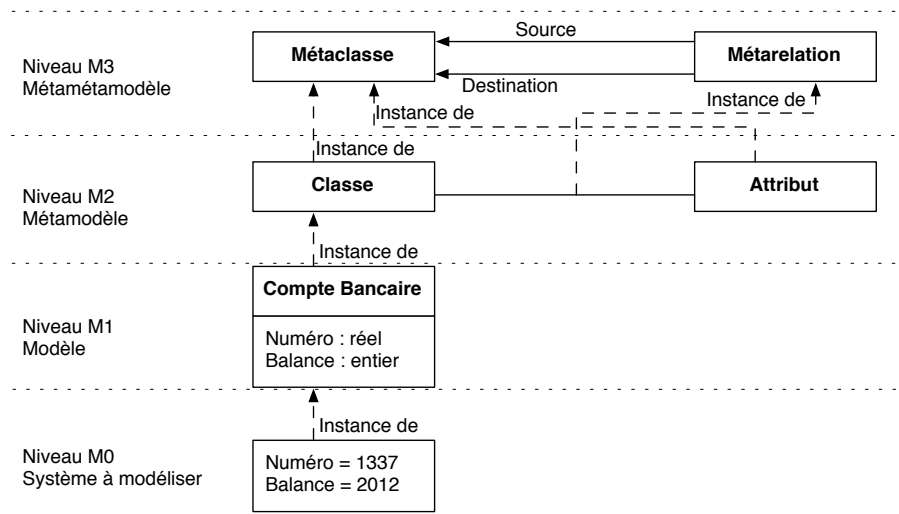 Source
Métaclasse
Métarelation
Niveau M3
Métamétamodèle
Destination
Instance de
Instance de
Instance de
Classe
Attribut
Niveau M2
Métamodèle
Instance de
Compte Bancaire
Niveau M1
Modèle
Numéro : réel
Balance : entier
Instance de
Niveau M0
Système à modéliser
Numéro = 1337
Balance = 2012